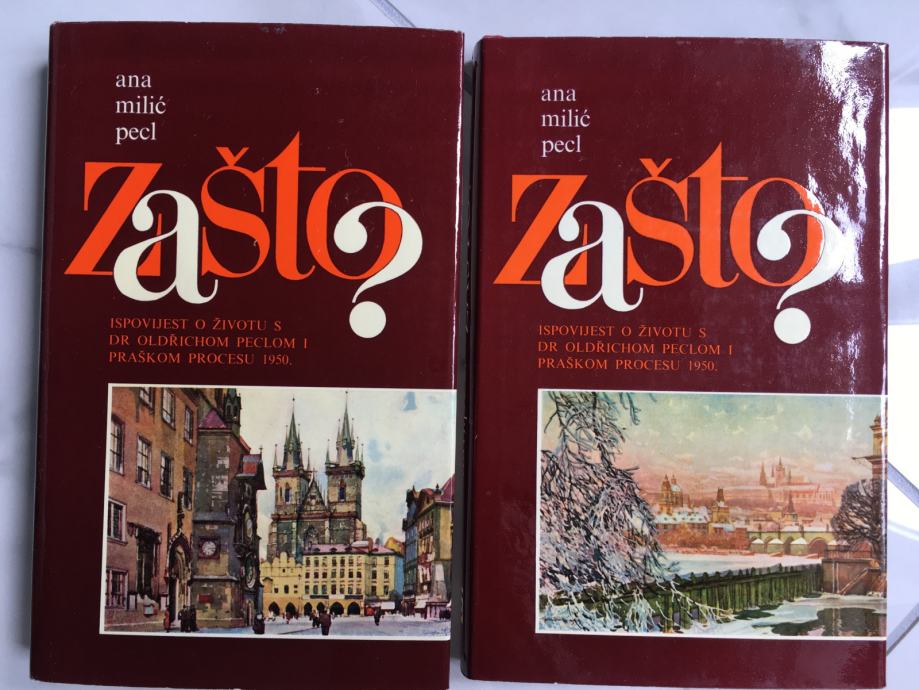 ana
milić
pecl
zašto?
ISPOVIJEST O ŽIVOTU S
DR OLDŘICHOM PECLOM I
PRAŠKOM PROCESU 1950.
ana
milić
pecl
zašto?
ISPOVIJEST O ŽIVOTU S
DR OLDŘICHOM PECLOM I
PRAŠKOM PROCESU 1950.